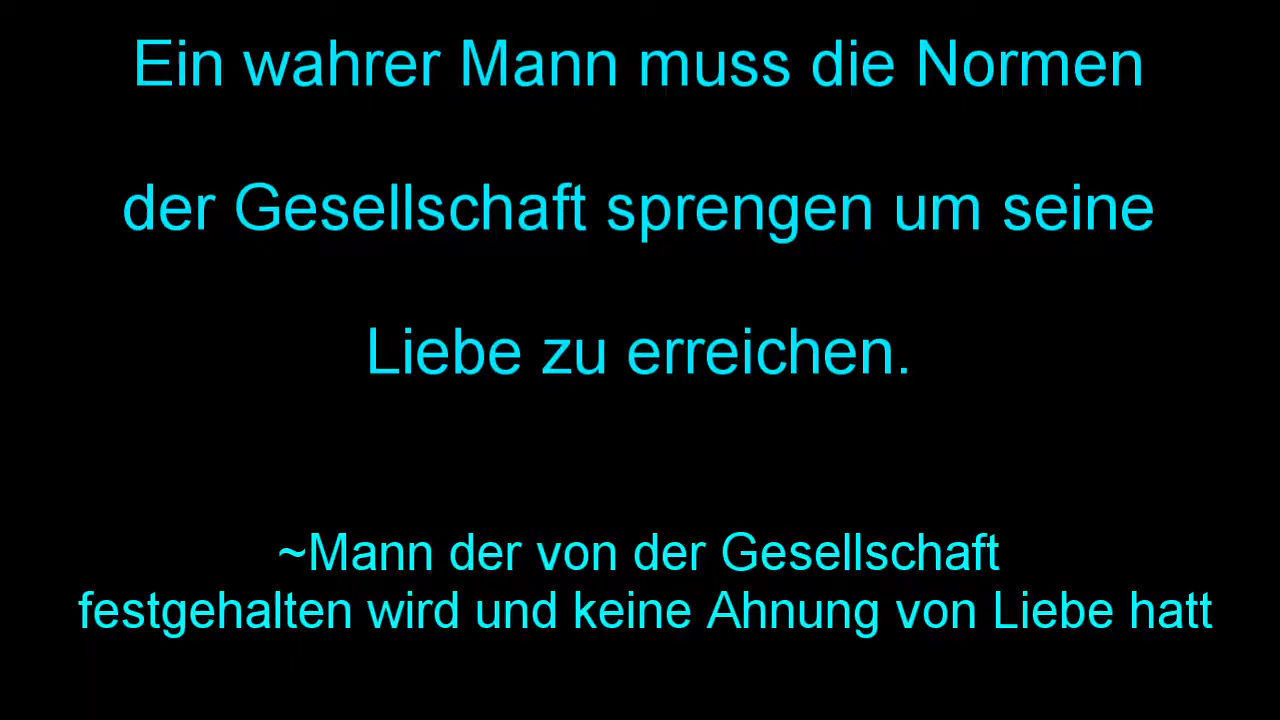 Ein wahrer Mann muss die Normen
der Gesellschaft sprengen um seine
Liebe zu erreichen.
~Mann der von der Gesellschaft
festgehalten wird und keine Ahnung von Liebe hatt